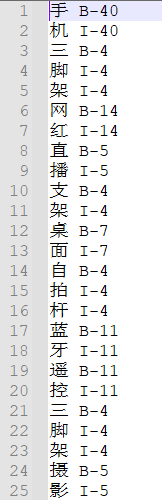 1 手 B-40
2 机 I-40
3 三 B-4
4 脚 I-4
5 架 I-4
6 网 B-14
7 红 I-14
8 直 B-5
9 播 I-5
10 支 B-4
11 架 I-4
12 桌 B-7
13 面 I-7
14 自 B-4
15 拍 I-4
16 杆 I-4
17 蓝 B-11
18 牙 I-11
19 遥 B-11
20 控 I-11
21 三 B-4
22 脚 I-4
23 架 I-4
24 摄 B-5
25 影 I-5